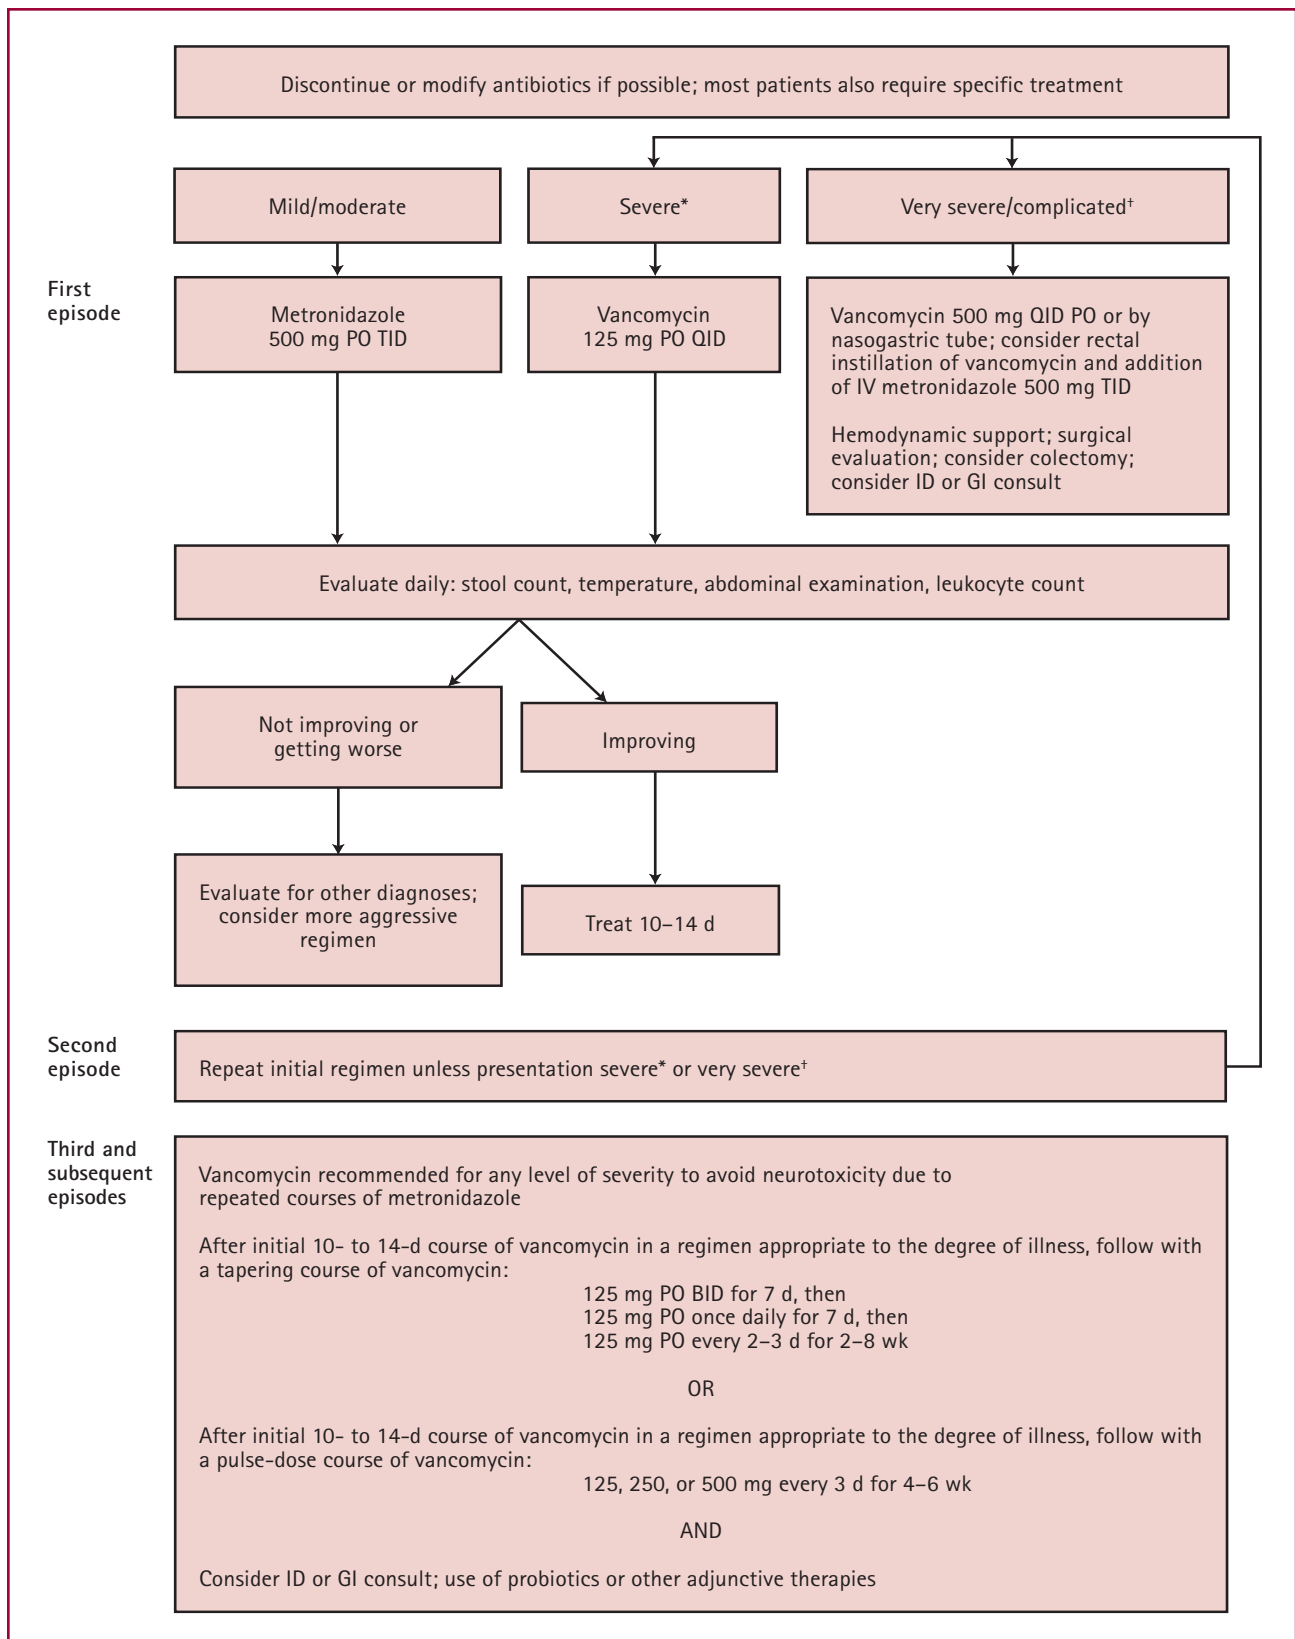 Discontinue or modify antibiotics if possible; most patients also require specific treatment
Mild/moderate
Severe*
Very severe/complicated†
First
episode
Metronidazole
500 mg PO TID
Vancomycin
125 mg PO QID
Vancomycin 500 mg QID PO or by
nasogastric tube; consider rectal
instillation of vancomycin and addition
of IV metronidazole 500 mg TID
Hemodynamic support; surgical
evaluation; consider colectomy;
consider ID or GI consult
Evaluate daily: stool count, temperature, abdominal examination, leukocyte count
Not improving or
getting worse
Improving
Evaluate for other diagnoses;
consider more aggressive
regimen
Treat 10–14 d
Second
episode
Repeat initial regimen unless presentation severe* or very severe†
Third and
subsequent
episodes
Vancomycin recommended for any level of severity to avoid neurotoxicity due to
repeated courses of metronidazole
After initial 10- to 14-d course of vancomycin in a regimen appropriate to the degree of illness, follow with
a tapering course of vancomycin:
125 mg PO BID for 7 d, then
125 mg PO once daily for 7 d, then
125 mg PO every 2–3 d for 2–8 wk
OR
After initial 10- to 14-d course of vancomycin in a regimen appropriate to the degree of illness, follow with
a pulse-dose course of vancomycin:
125, 250, or 500 mg every 3 d for 4–6 wk
AND
Consider ID or GI consult; use of probiotics or other adjunctive therapies